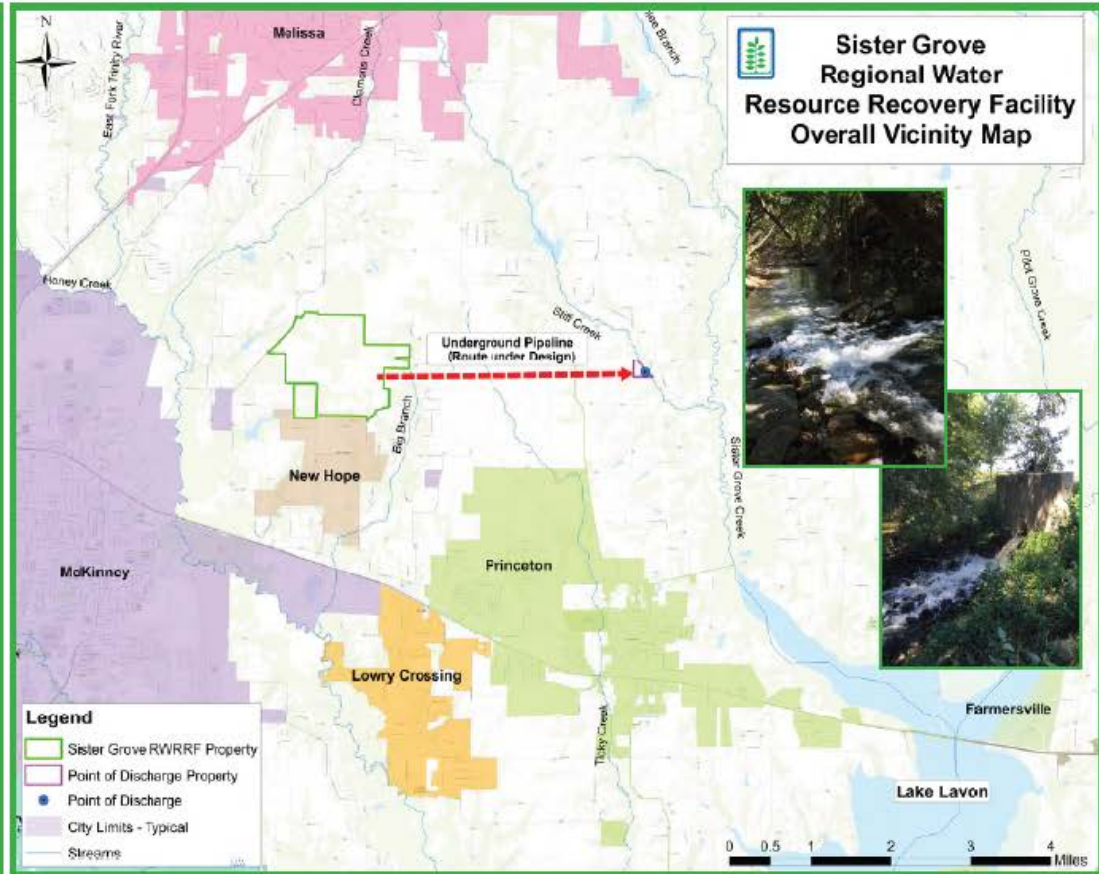 Sister Grove
Regional Water
Resource Recovery Facility
Overall Vicinity Map
N
Melissa
East Fork Trinity River
Clemons Creek
Honey Creek
Stiff Creek
Pilot Grove Creek
Underground Pipeline
(Route under Design)
Big Branch
New Hope
Sister Grove Creek
McKinney
Princeton
Lowry Crossing
Ticky Creek
Farmersville
Lake Lavon
Legend
Sister Grove RWRRF Property
Point of Discharge Property
Point of Discharge
City Limits - Typical
Streams
0 0.5 1 2 3 4
Miles